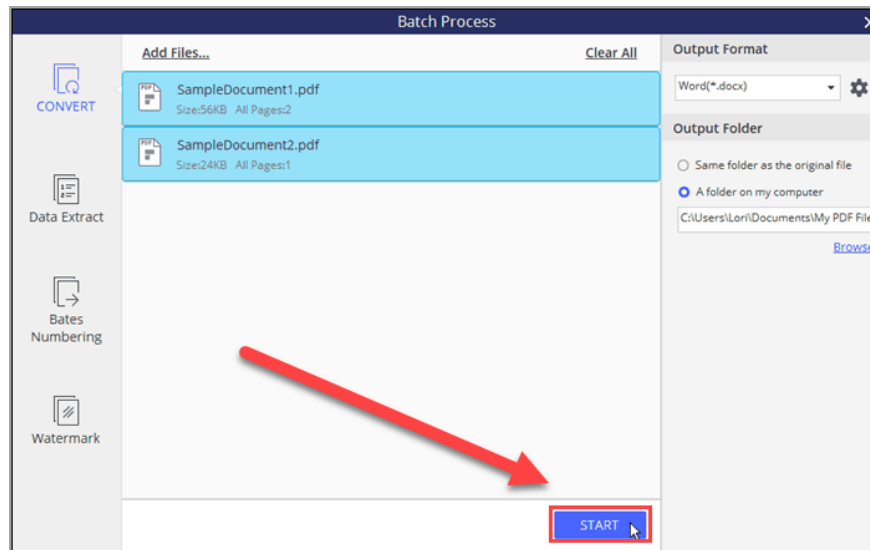 Batch Process
CONVERT
Data Extract
Bates
Numbering
Watermark
Add Files...
Clear All
PDF
SampleDocument1.pdf
Size:56KB All Pages:2
PDF
SampleDocument2.pdf
Size:24KB All Pages:1
START
Output Format
Word(*.docx)
Output Folder
Same folder as the original file
A folder on my computer
C:\Users\Lori\Documents\My PDF File
Browse